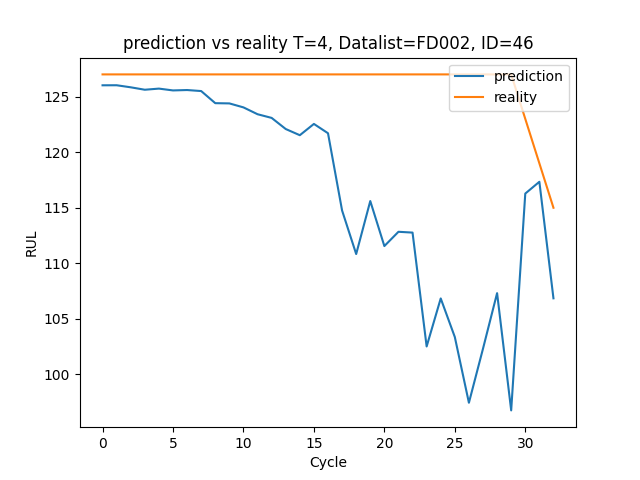 prediction vs reality T=4, Datalist=FD002, ID=46
prediction
reality
125
120
115
110
105
100
RUL
0 5 10 15 20 25 30
Cycle